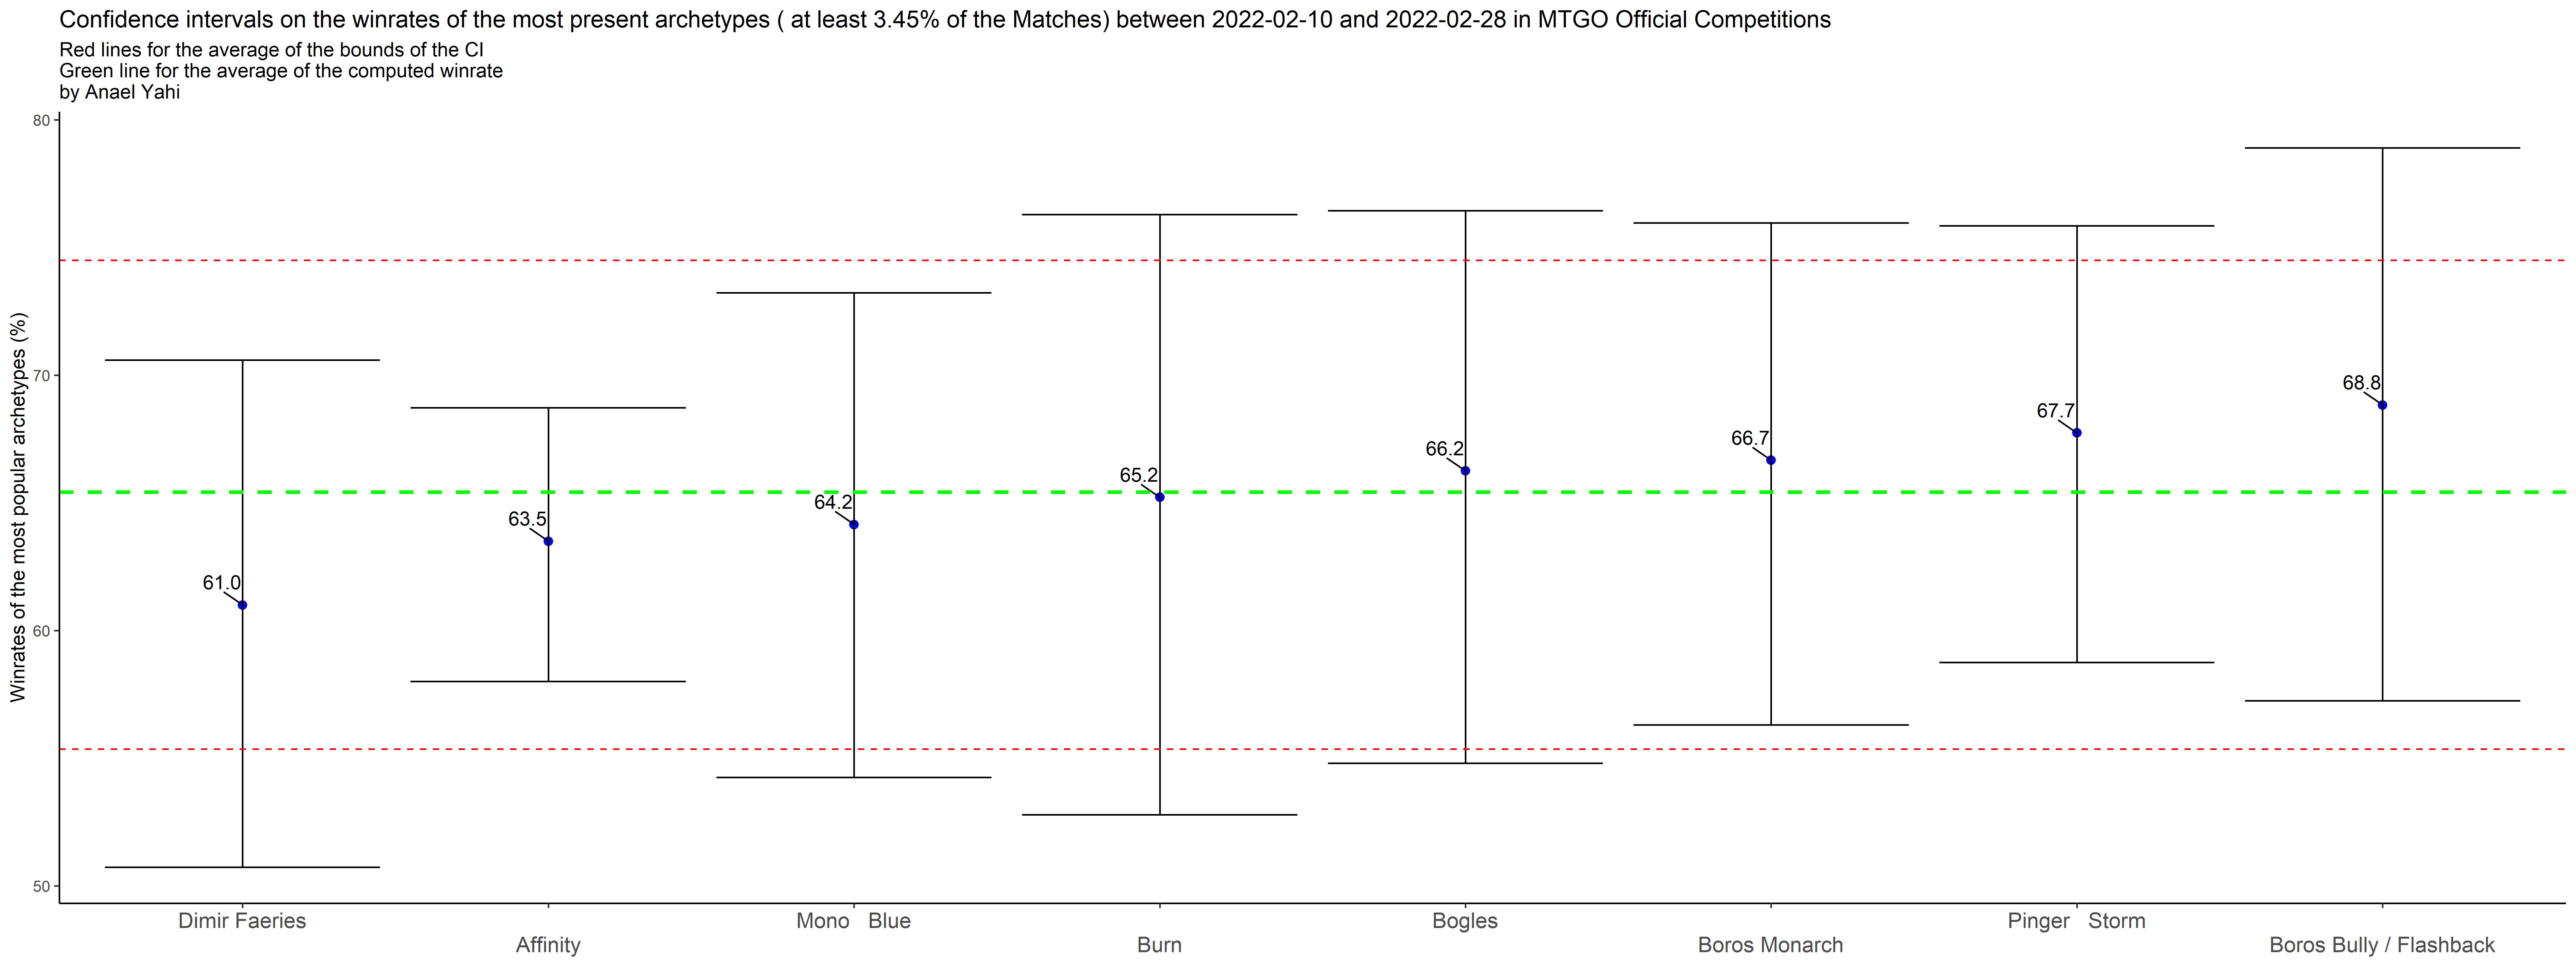 Confidence intervals on the winrates of the most present archetypes ( at least 3.45% of the Matches) between 2022-02-10 and 2022-02-28 in MTGO Official Competitions
Red lines for the average of the bounds of the CI
Green line for the average of the computed winrate
by Anael Yahi
Winrates of the most popular archetypes (%)
80
70
60
50
61.0
63.5
64.2
65.2
66.2
66.7
67.7
68.8
Dimir Faeries
Affinity
Mono   Blue
Burn
Bogles
Boros Monarch
Pinger   Storm
Boros Bully / Flashback